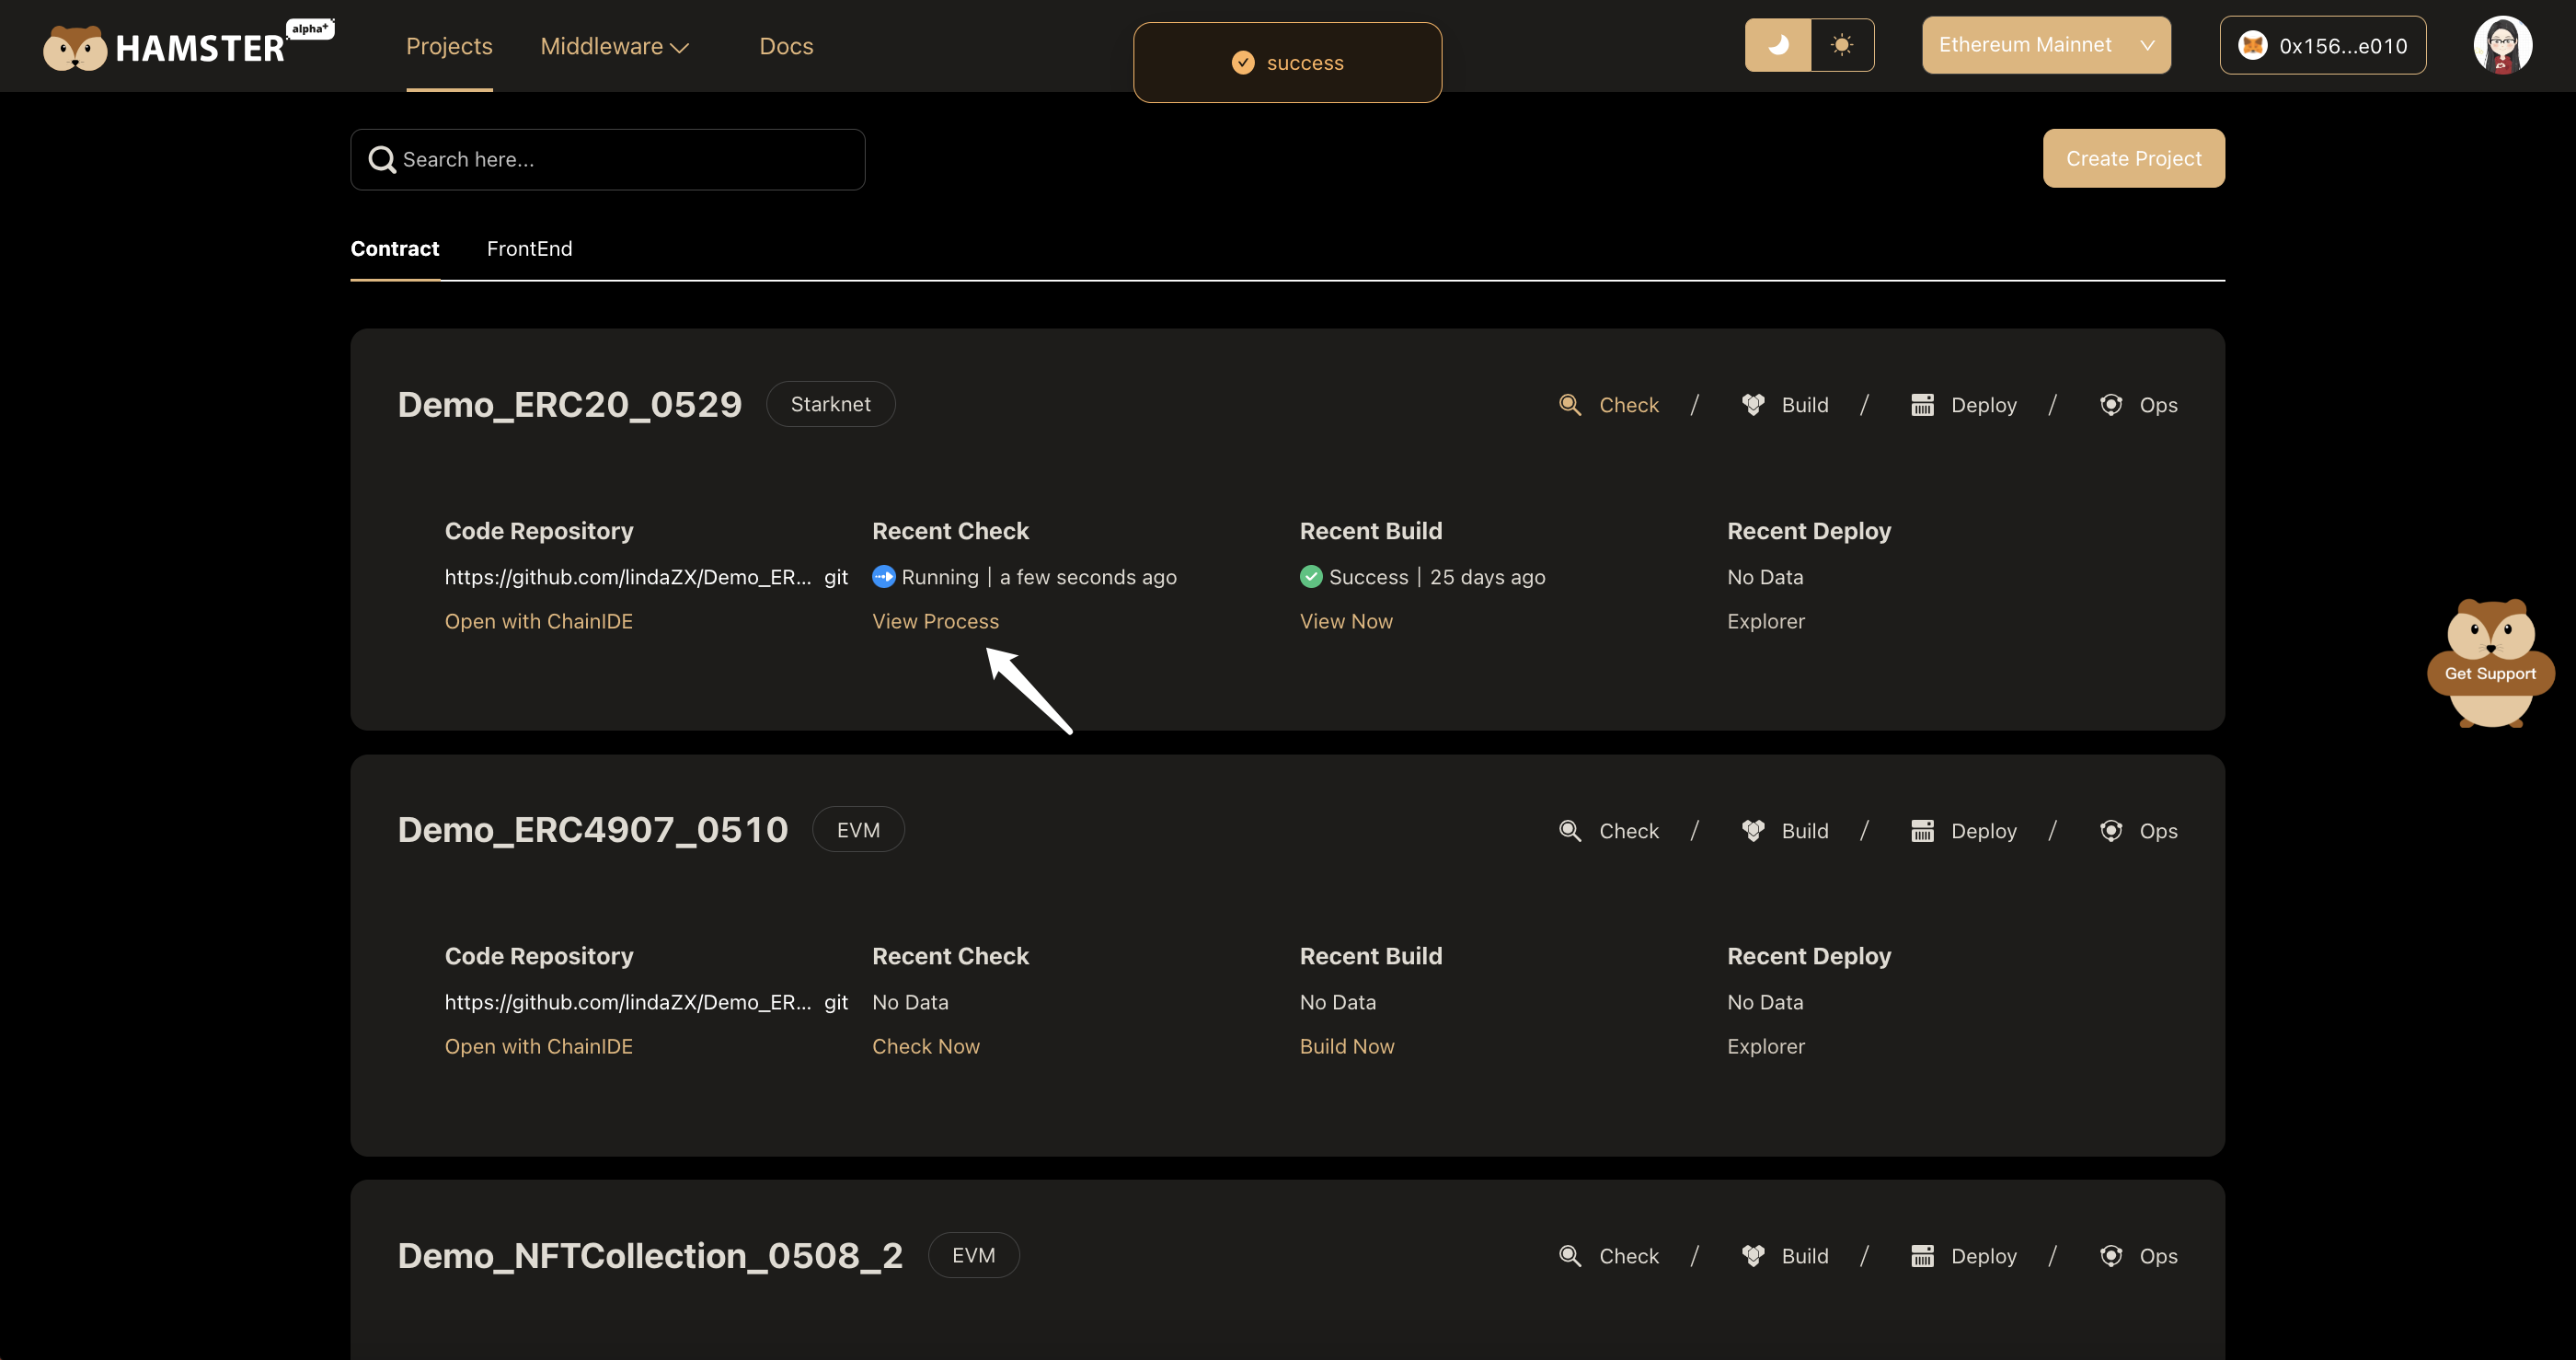 HAMSTER alpha+
Projects Middleware Docs
success
Ethereum Mainnet
0x156...e010
Search here...
Create Project
Contract FrontEnd
Demo_ERC20_0529 Starknet
Check / Build / Deploy / Ops
Code Repository Recent Check Recent Build Recent Deploy
https://github.com/lindaZX/Demo_ER... git Running | a few seconds ago Success | 25 days ago No Data
Open with ChainIDE View Process View Now Explorer
Get Support
Demo_ERC4907_0510 EVM
Check / Build / Deploy / Ops
Code Repository Recent Check Recent Build Recent Deploy
https://github.com/lindaZX/Demo_ER... git No Data No Data No Data
Open with ChainIDE Check Now Build Now Explorer
Demo_NFTCollection_0508_2 EVM
Check / Build / Deploy / Ops